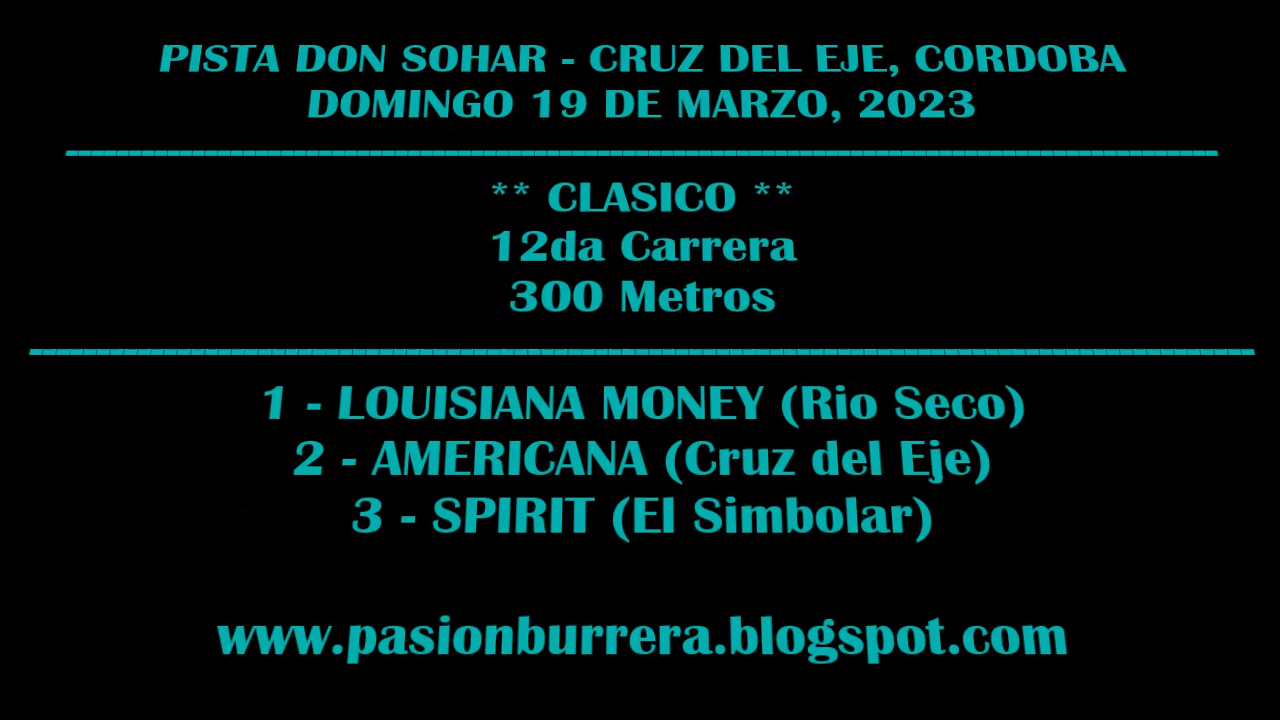 PISTA DON SOHAR - CRUZ DEL EJE, CORDOBA
DOMINGO 19 DE MARZO, 2023
** CLASICO **
12da Carrera
300 Metros
1 - LOUISIANA MONEY (Rio Seco)
2 - AMERICANA (Cruz del Eje)
3 - SPIRIT (El Simbolar)
www.pasionburrera.blogspot.com